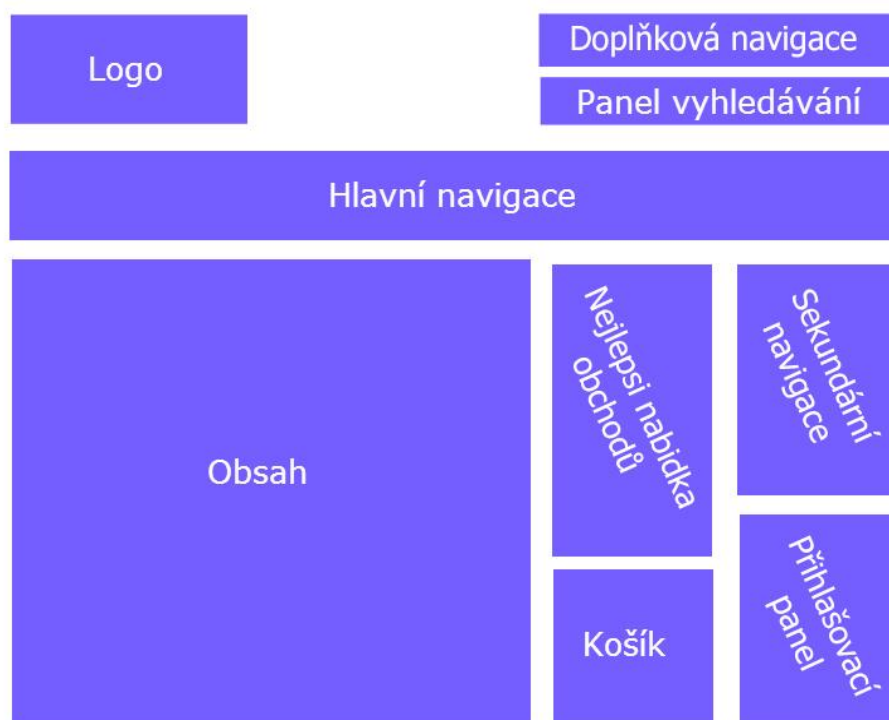 Logo
Doplňková navigace
Panel vyhledávání
Hlavní navigace
Obsah
Nejlepsi nabidka
obchodů
Sekundární
navigace
Košík
Přihlašovací
panel